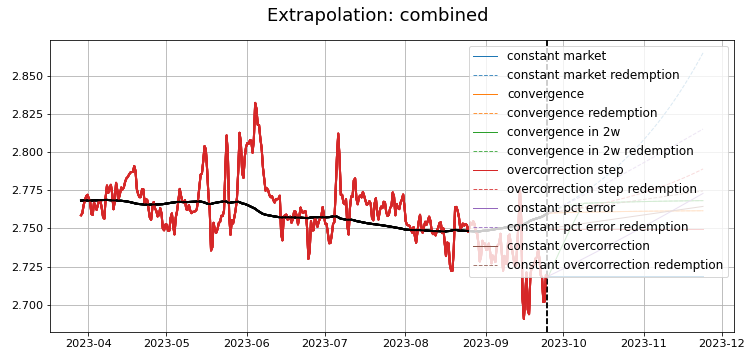 Extrapolation: combined
2.850
2.825
2.800
2.775
2.750
2.725
2.700
constant market
constant market redemption
convergence
convergence redemption
convergence in 2w
convergence in 2w redemption
overcorrection step
overcorrection step redemption
constant pct error
constant pct error redemption
constant overcorrection
constant overcorrection redemption
2023-04 2023-05 2023-06 2023-07 2023-08 2023-09 2023-10 2023-11 2023-12